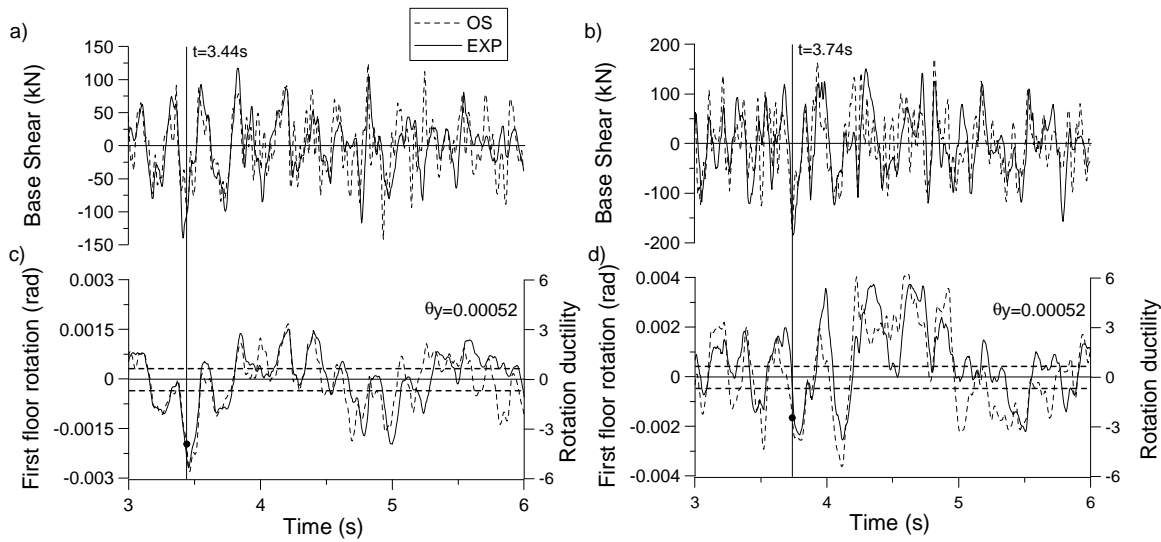 OS
EXP
a)
t=3.44s
150
100
50
0
-50
-100
-150
Base Shear (kN)
b)
t=3.74s
200
100
0
-100
-200
Base Shear (kN)
c)
0.003
0.0015
0
-0.0015
-0.003
First floor rotation (rad)
θy=0.00052
6
3
0
-3
-6
Rotation ductility
3
4
5
6
Time (s)
d)
0.004
0.002
0
-0.002
-0.004
First floor rotation (rad)
θy=0.00052
6
3
0
-3
-6
Rotation ductility
3
4
5
6
Time (s)